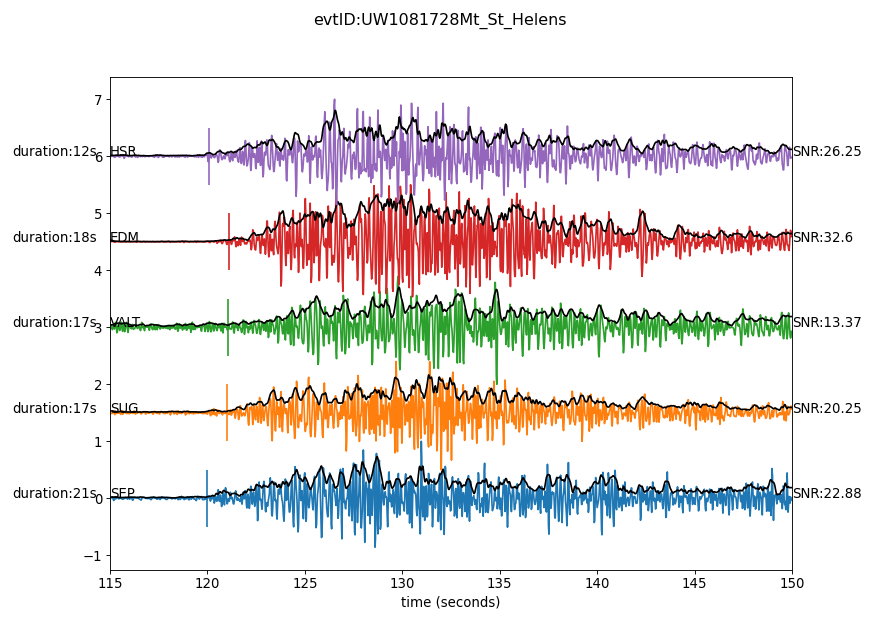 evtID:UW1081728Mt_St_Helens
7
duration:12s HSR 6 SNR:26.25
5
duration:18s EDM SNR:32.6
4
duration:17s VALT 3 SNR:13.37
2
duration:17s SUG SNR:20.25
1
duration:21s SEP 0 SNR:22.88
−1
115 120 125 130 135 140 145 150
time (seconds)